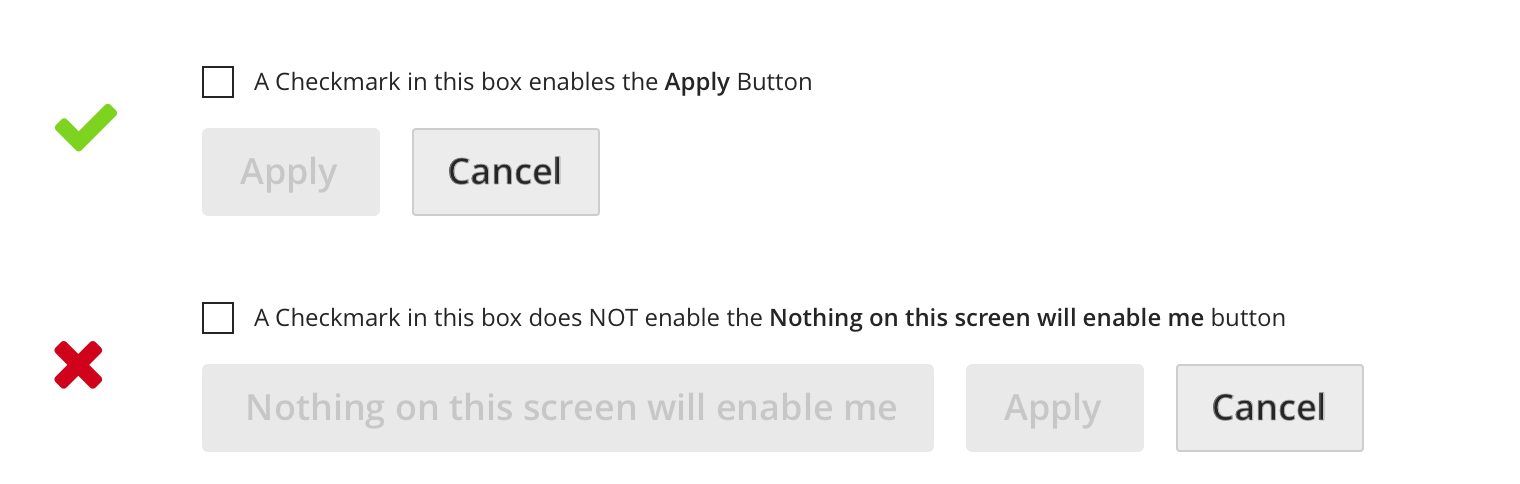 A Checkmark in this box enables the Apply Button
Apply Cancel
A Checkmark in this box does NOT enable the Nothing on this screen will enable me button
Nothing on this screen will enable me Apply Cancel